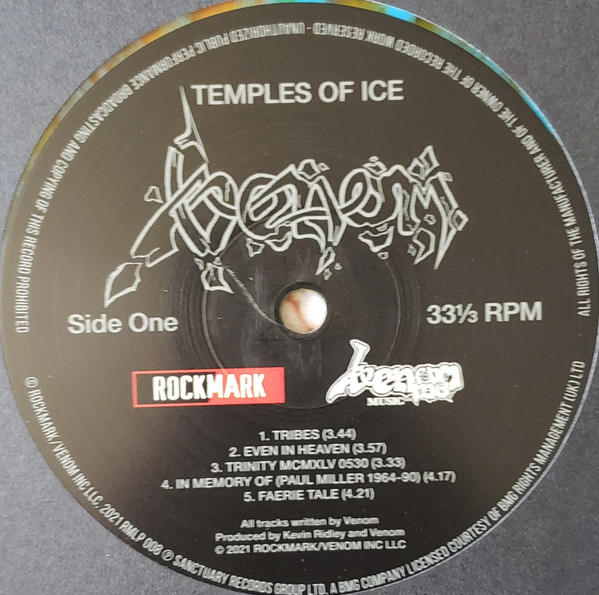 TEMPLES OF ICE
Venom
Side One
33⅓ RPM
ROCKMARK
Venom inc
MUSIC
1. TRIBES (3.44)
2. EVEN IN HEAVEN (3.57)
3. TRINITY MCMXLV 0530 (3.33)
4. IN MEMORY OF (PAUL MILLER 1964-90) (4.17)
5. FAERIE TALE (4.21)
All tracks written by Venom
Produced by Kevin Ridley and Venom
© 2021 ROCKMARK/VENOM INC LLC
© ROCKMARK/VENOM INC LLC, 2021 RMLP 008 ℗ SANCTUARY RECORDS GROUP LTD. A BMG COMPANY LICENSED COURTESY OF BMG RIGHTS MANAGEMENT (UK) LTD
ALL RIGHTS OF THE MANUFACTURER AND OF THE OWNER OF THE RECORDED WORK RESERVED - UNAUTHORIZED PUBLIC PERFORMANCE BROADCASTING AND COPYING OF THIS RECORD PROHIBITED